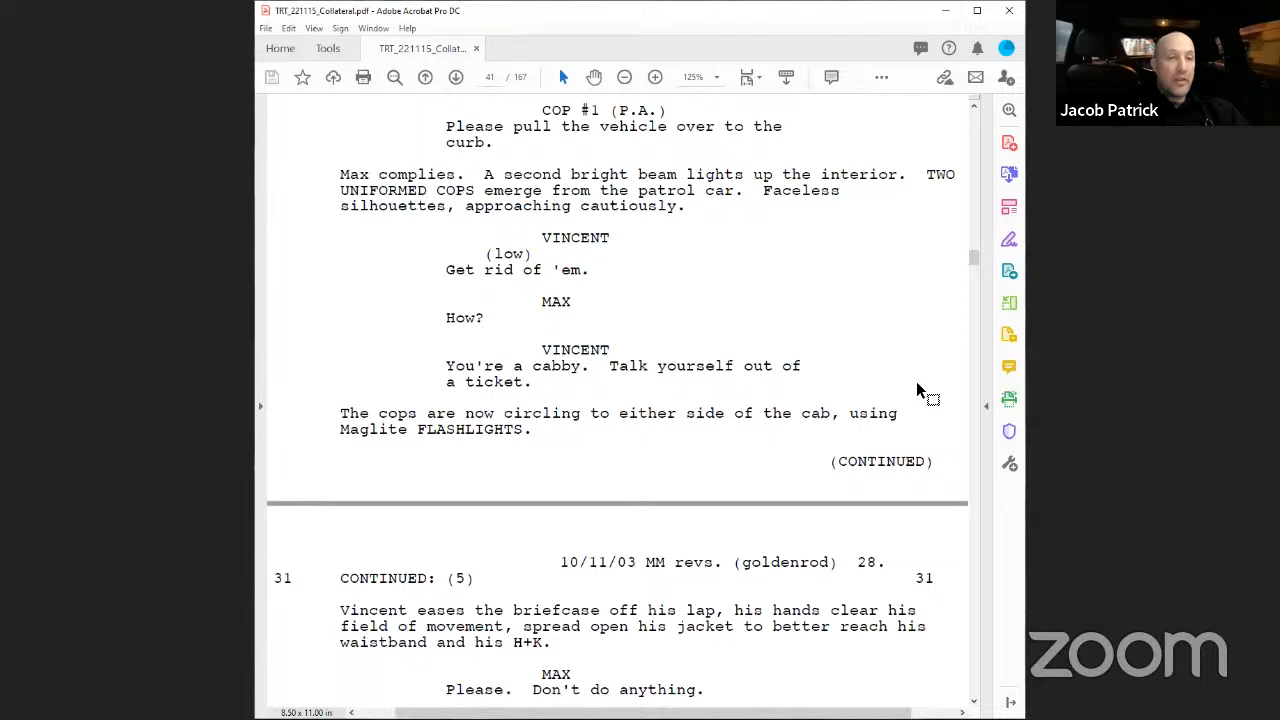 TRT_221115_Collateral.pdf - Adobe Acrobat Pro DC
File Edit View Sign Window Help
Home Tools TRT_221115_Collat... ×
41 / 167 125%
Jacob Patrick
COP #1 (P.A.)
Please pull the vehicle over to the
curb.
Max complies. A second bright beam lights up the interior. TWO
UNIFORMED COPS emerge from the patrol car. Faceless
silhouettes, approaching cautiously.
VINCENT
(low)
Get rid of 'em.
MAX
How?
VINCENT
You're a cabby. Talk yourself out of
a ticket.
The cops are now circling to either side of the cab, using
Maglite FLASHLIGHTS.
(CONTINUED)
10/11/03 MM revs. (goldenrod) 28.
31 CONTINUED: (5) 31
Vincent eases the briefcase off his lap, his hands clear his
field of movement, spread open his jacket to better reach his
waistband and his H+K.
MAX
Please. Don't do anything.
8.50 x 11.00 in
zoom